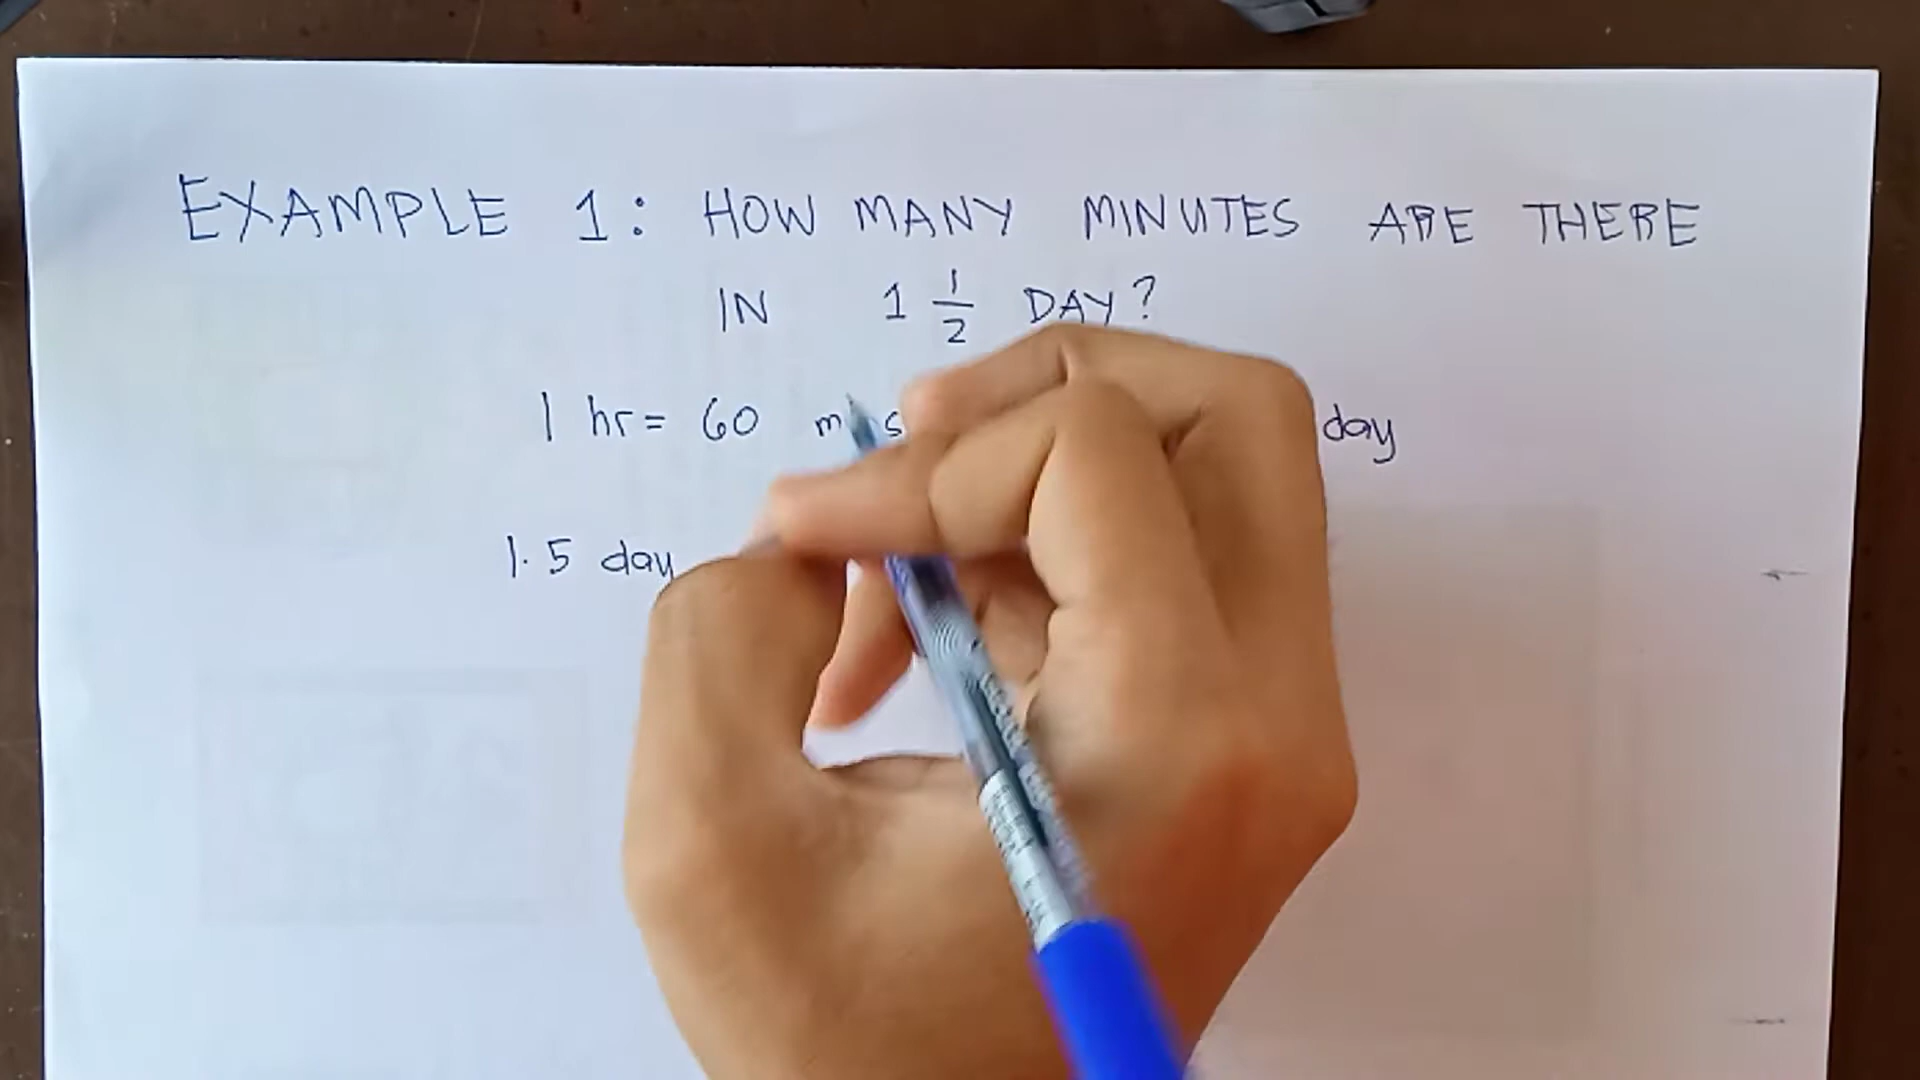 EXAMPLE 1: HOW MANY MINUTES ARE THERE
IN 1 1/2 DAY?
1 hr = 60 day
1.5 day